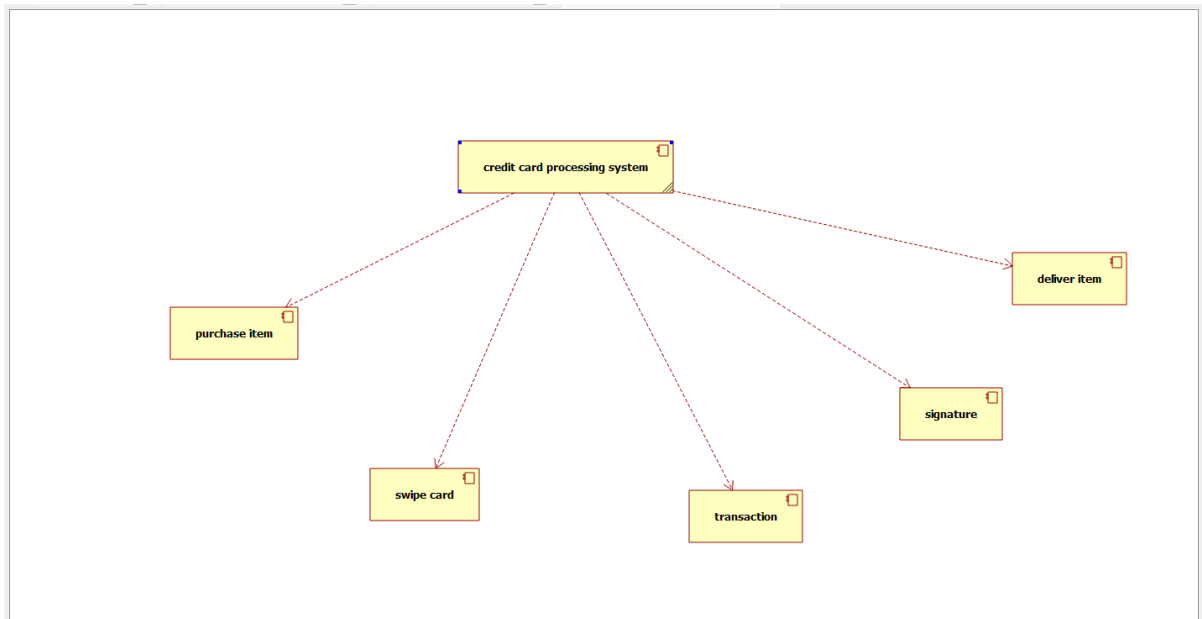 credit card processing system
deliver item
purchase item
signature
swipe card
transaction